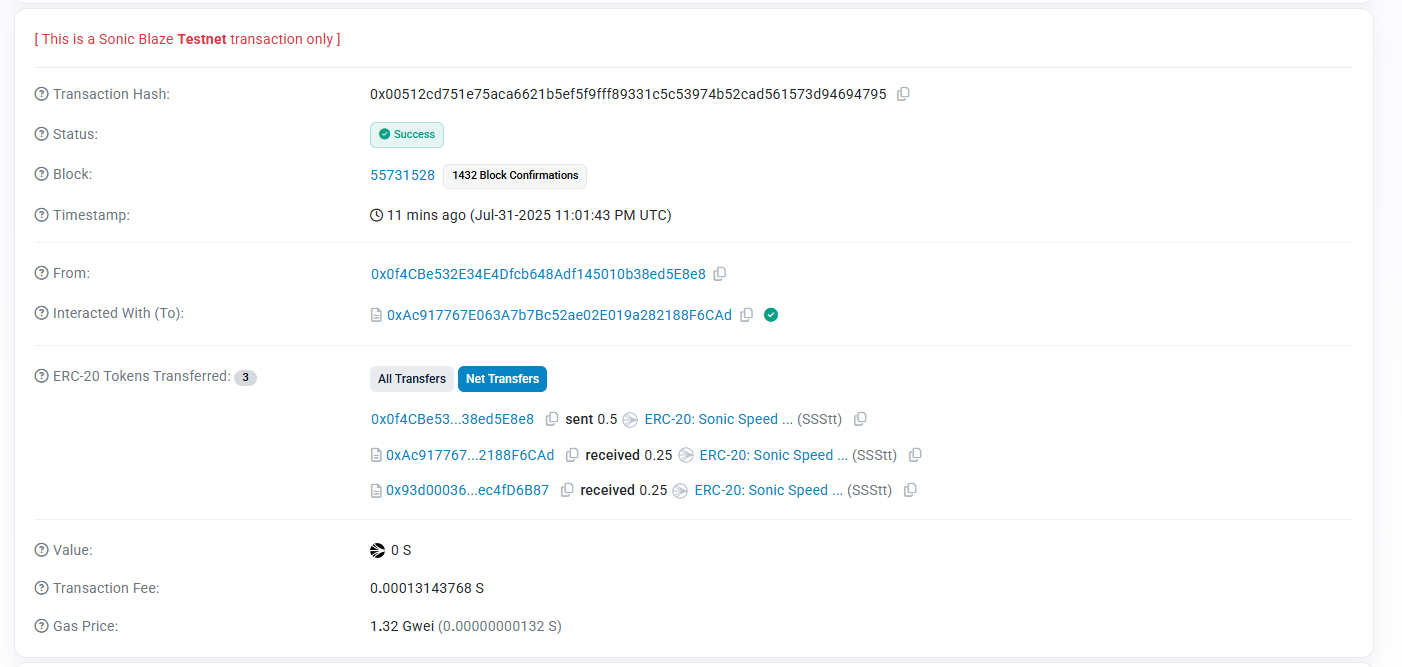 [ This is a Sonic Blaze Testnet transaction only ]
Transaction Hash: 0x00512cd751e75aca6621b5ef5f9fff89331c5c53974b52cad561573d94694795
Status: Success
Block: 55731528 1432 Block Confirmations
Timestamp: 11 mins ago (Jul-31-2025 11:01:43 PM UTC)
From: 0x0f4CBe532E34E4Dfcb648Adf145010b38ed5E8e8
Interacted With (To): 0xAc917767E063A7b7Bc52ae02E019a282188F6CAd
ERC-20 Tokens Transferred: 3 All Transfers Net Transfers
0x0f4CBe53...38ed5E8e8 sent 0.5 ERC-20: Sonic Speed ... (SSStt)
0xAc917767...2188F6CAd received 0.25 ERC-20: Sonic Speed ... (SSStt)
0x93d00036...ec4fD6B87 received 0.25 ERC-20: Sonic Speed ... (SSStt)
Value: 0 S
Transaction Fee: 0.00013143768 S
Gas Price: 1.32 Gwei (0.00000000132 S)